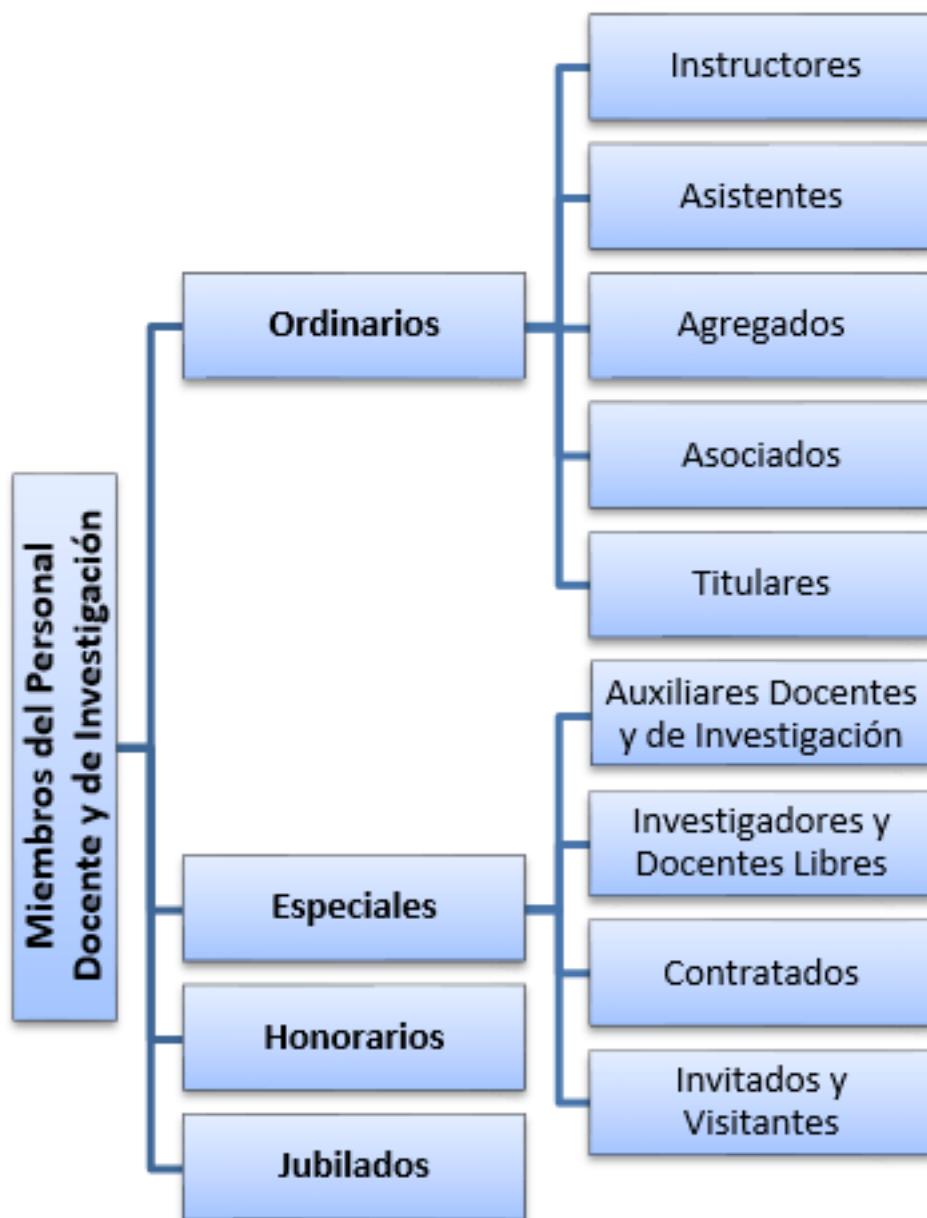 Miembros del Personal
Docente y de Investigación
Ordinarios
Instructores
Asistentes
Agregados
Asociados
Titulares
Especiales
Auxiliares Docentes
y de Investigación
Investigadores y
Docentes Libres
Contratados
Invitados y
Visitantes
Honorarios
Jubilados